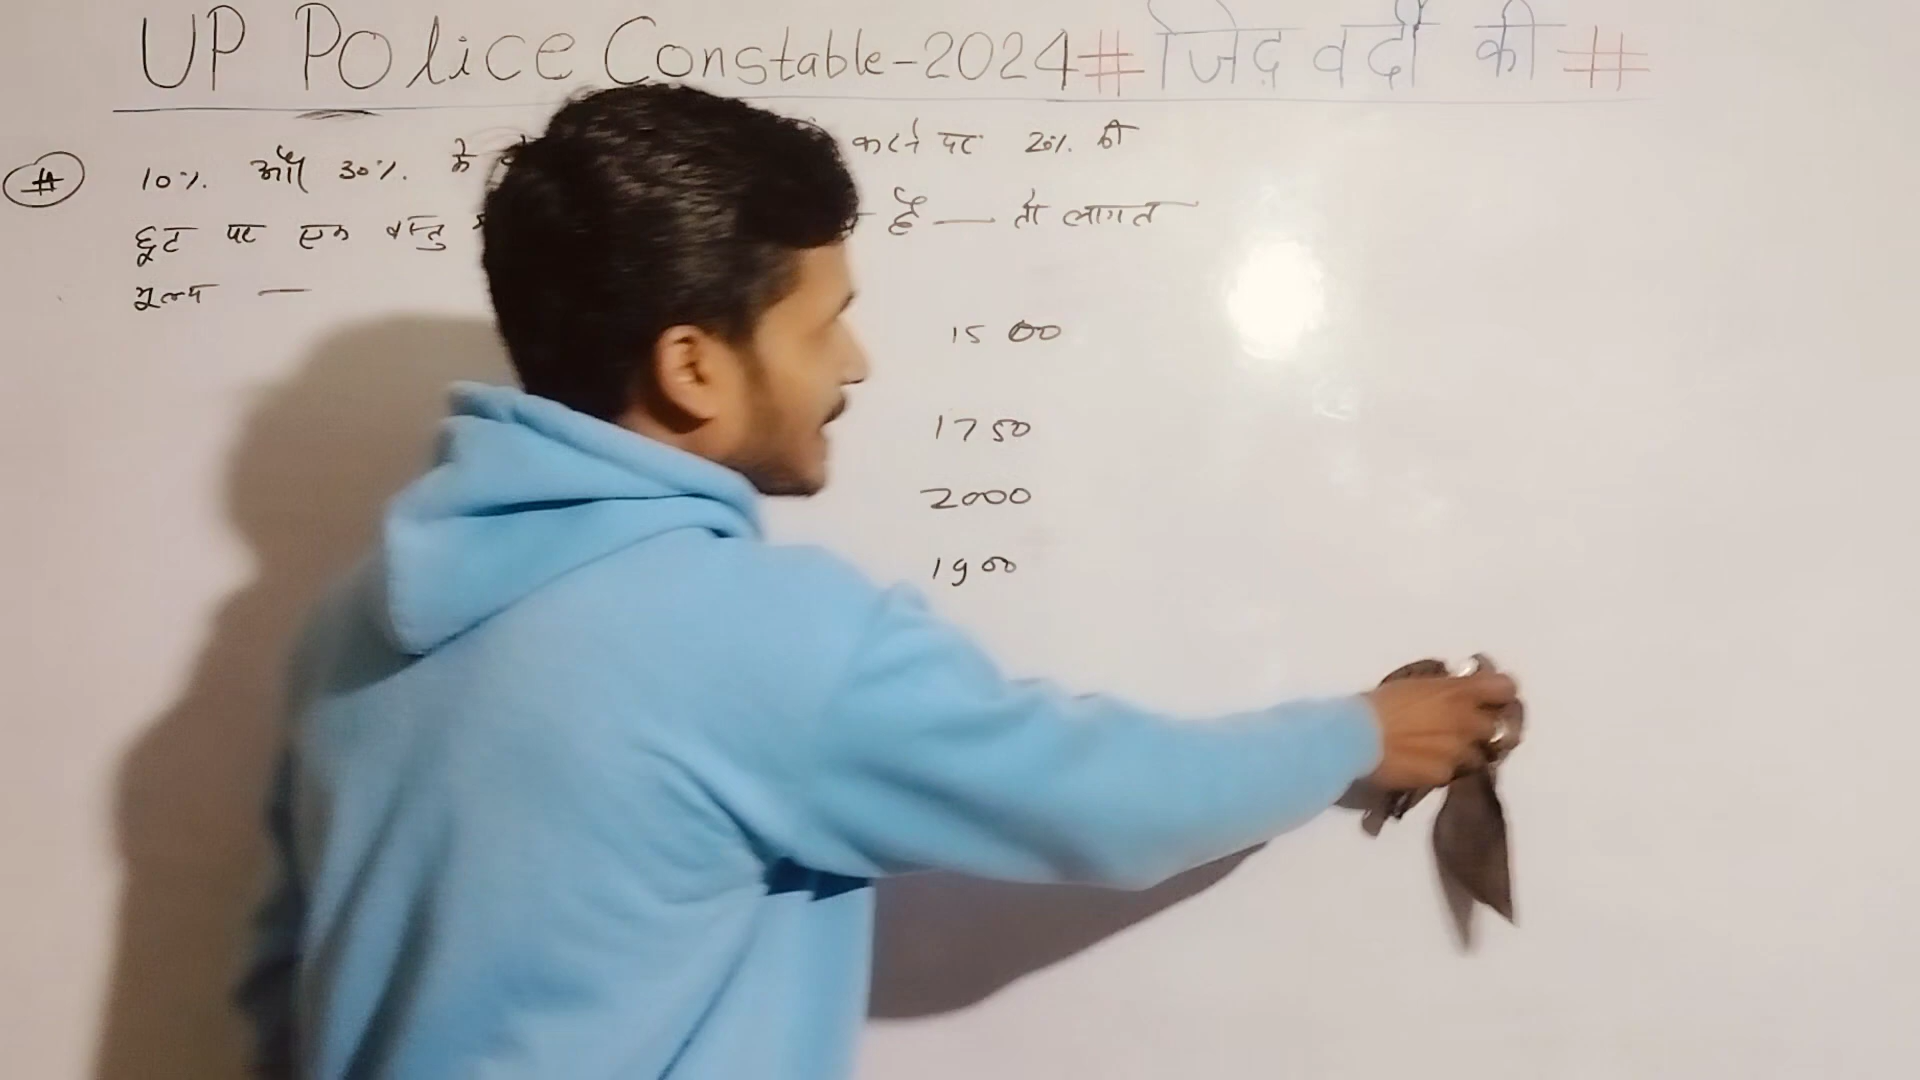 UP Police Constable-2024 # जिद वर्दी की #
# 10%. और 30%. के करने पर 20%. की
छूट पर एक वस्तु है — तो लागत
मूल्य —
1500
1750
2000
1900